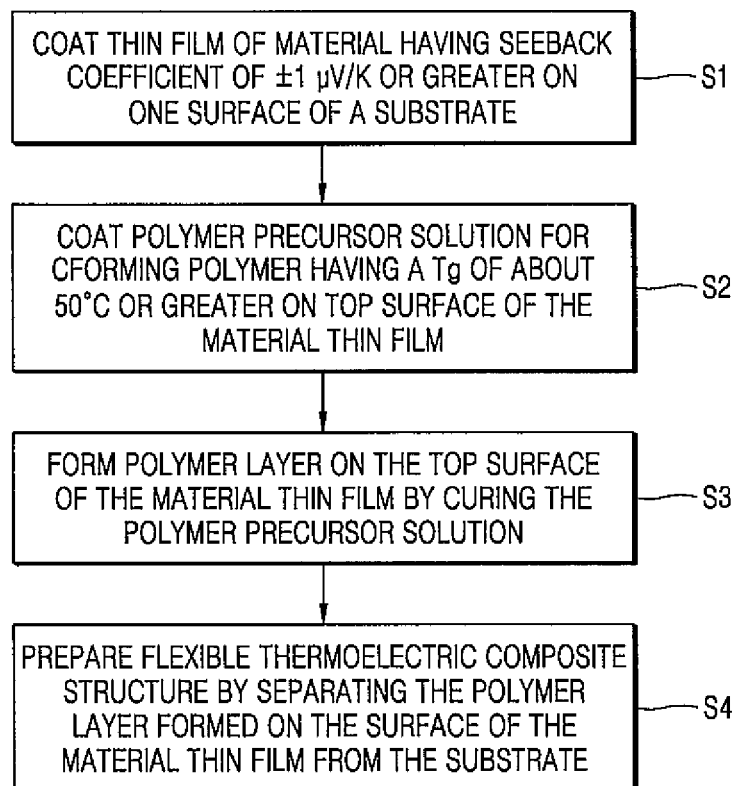 COAT THIN FILM OF MATERIAL HAVING SEEBACK
COEFFICIENT OF ±1 µV/K OR GREATER ON
ONE SURFACE OF A SUBSTRATE
S1
COAT POLYMER PRECURSOR SOLUTION FOR
CFORMING POLYMER HAVING A Tg OF ABOUT
50°C OR GREATER ON TOP SURFACE OF THE
MATERIAL THIN FILM
S2
FORM POLYMER LAYER ON THE TOP SURFACE
OF THE MATERIAL THIN FILM BY CURING THE
POLYMER PRECURSOR SOLUTION
S3
PREPARE FLEXIBLE THERMOELECTRIC COMPOSITE
STRUCTURE BY SEPARATING THE POLYMER
LAYER FORMED ON THE SURFACE OF THE
MATERIAL THIN FILM FROM THE SUBSTRATE
S4